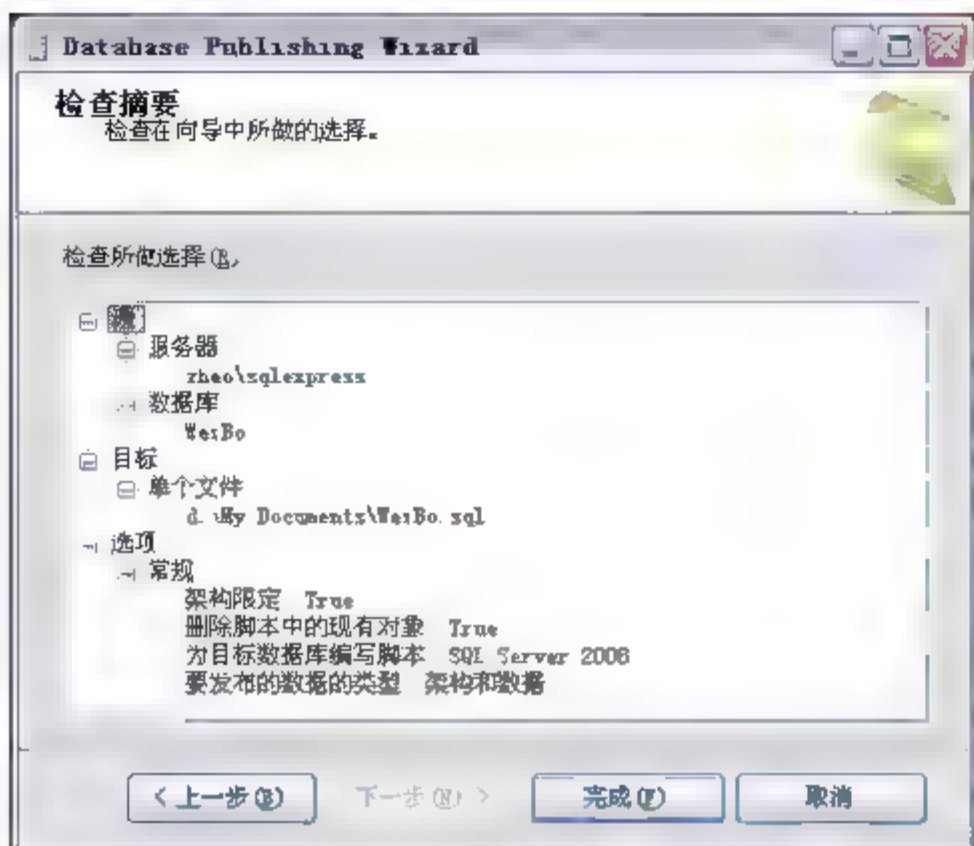 Database Publishing Wizard
检查摘要
检查在向导中所做的选择。
检查所做选择(R)
服务器
zhao\sqlexpress
数据库
WeiBo
目标
单个文件
d:\My Documents\WeiBo.sql
选项
常规
架构限定 True
删除脚本中的现有对象 True
为目标数据库编写脚本 SQL Server
要发布的数据的类型 架构和数据
< 上一步(B)
下一步(N) >
完成(F)
取消